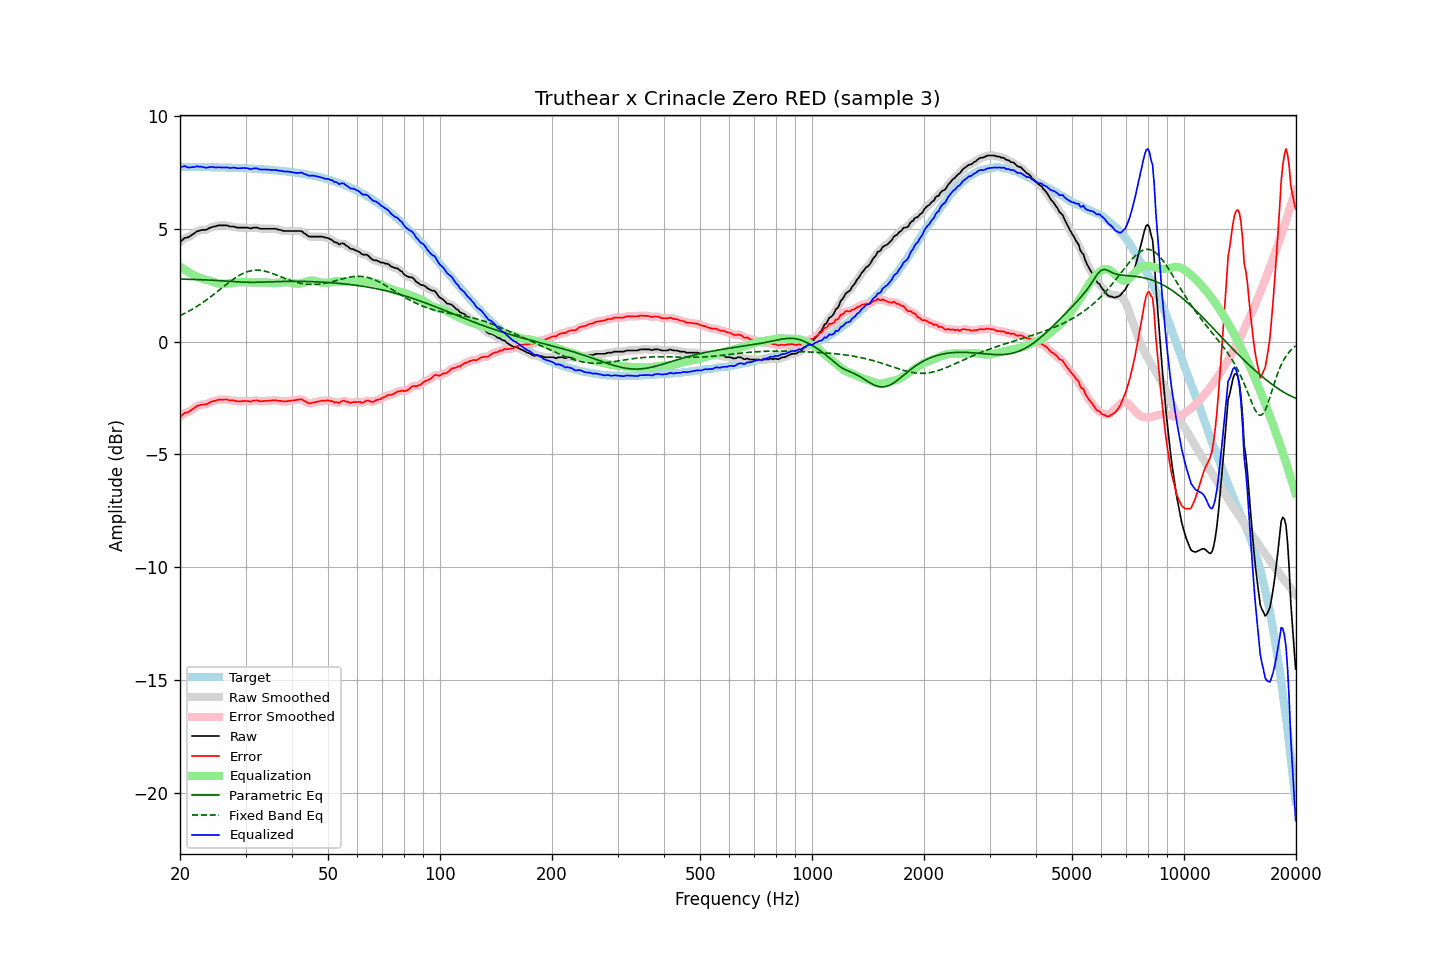 Truthear x Crinacle Zero RED (sample 3)
10
5
0
−5
−10
−15
−20
Amplitude (dBr)
Target
Raw Smoothed
Error Smoothed
Raw
Error
Equalization
Parametric Eq
Fixed Band Eq
Equalized
20 50 100 200 500 1000 2000 5000 10000 20000
Frequency (Hz)